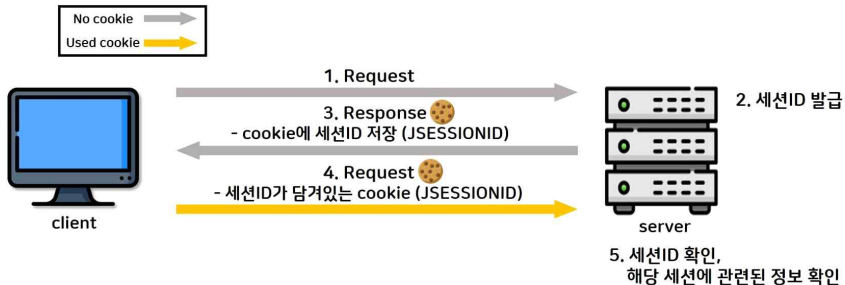 No cookie
Used cookie
1. Request
3. Response
- cookie에 세션ID 저장 (JSESSIONID)
4. Request
- 세션ID가 담겨있는 cookie (JSESSIONID)
client
2. 세션ID 발급
server
5. 세션ID 확인,
해당 세션에 관련된 정보 확인